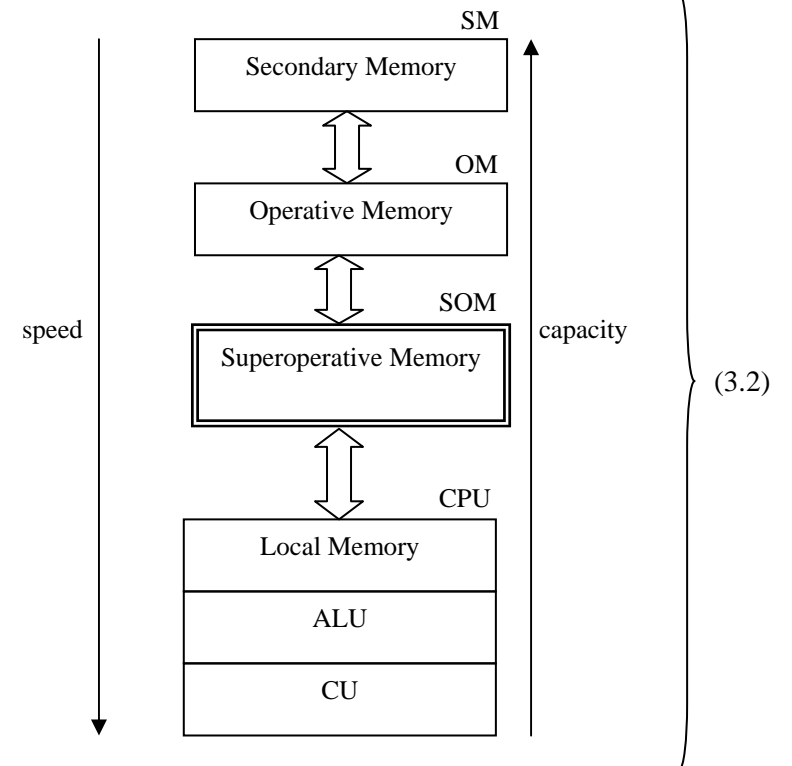 SM
Secondary Memory
OM
Operative Memory
SOM
speed
Superoperative Memory
capacity
(3.2)
CPU
Local Memory
ALU
CU